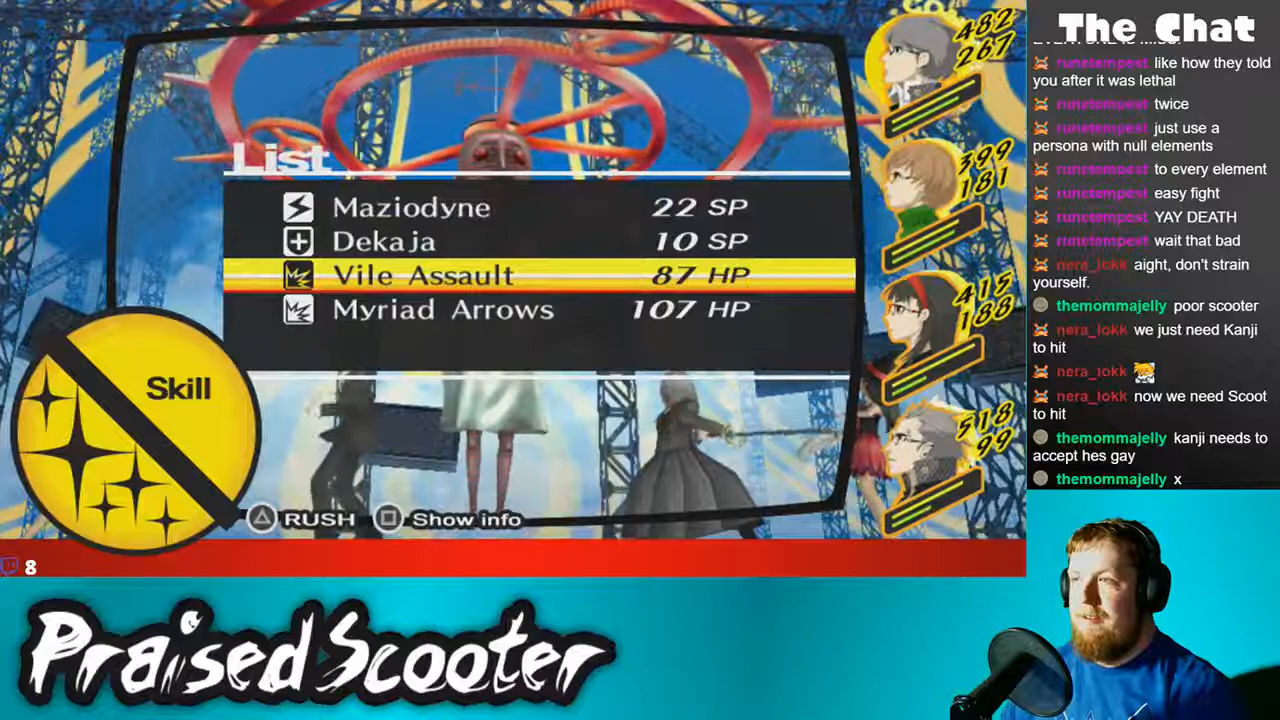 List
Maziodyne 22 SP
Dekaja 10 SP
Vile Assault 87 HP
Myriad Arrows 107 HP
Skill
RUSH Show info
482
267
399
181
415
188
518
99
8
PraisedScooter
The Chat
runetempest like how they told
you after it was lethal
runetempest twice
runetempest just use a
persona with null elements
runetempest to every element
runetempest easy fight
runetempest YAY DEATH
runetempest wait that bad
nera_lokk aight, don't strain
yourself.
themommajelly poor scooter
nera_lokk we just need Kanji
to hit
nera_lokk
nera_lokk now we need Scoot
to hit
themommajelly kanji needs to
accept hes gay
themommajelly x